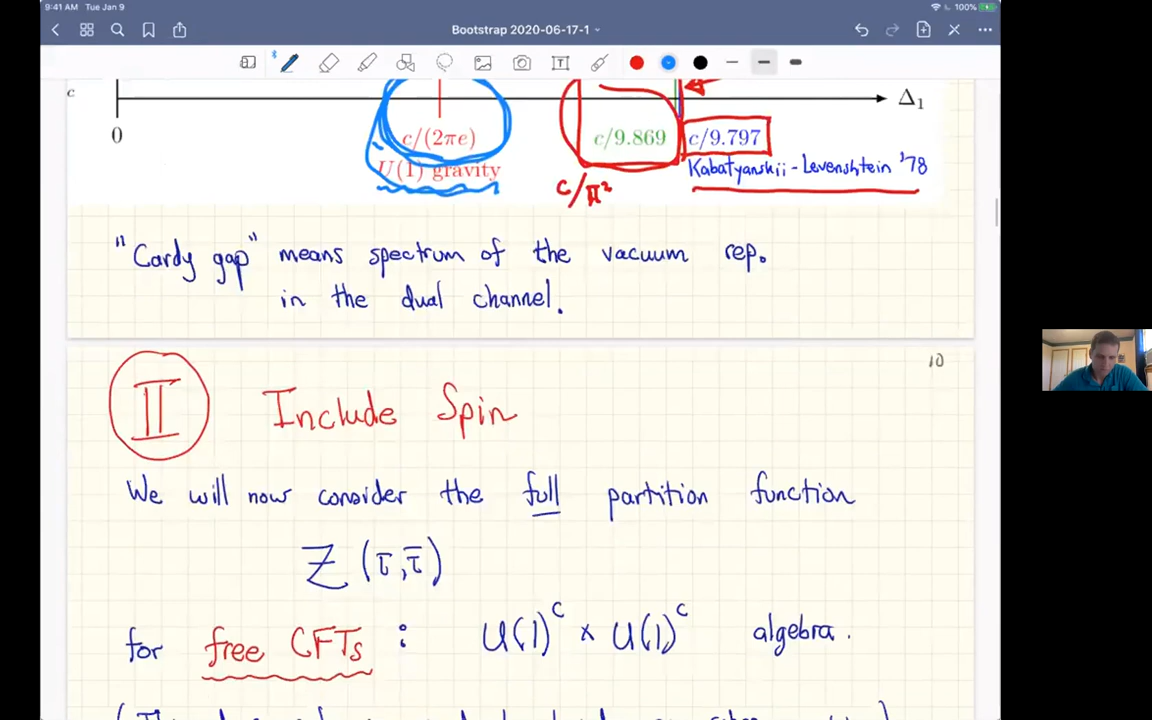 9:41 AM Tue Jan 9
100%
Bootstrap 2020-06-17-1
c
0
Δ₁
c/(2πe)
c/9.869
c/9.797
U(1) gravity
c/π²
Kabatyanskii - Levenshtein '78
"Cardy gap" means spectrum of the vacuum rep.
in the dual channel.
10
II Include Spin
We will now consider the full partition function
Z (τ, τ̄)
for free CFTs : U(1)^c × U(1)^c algebra.